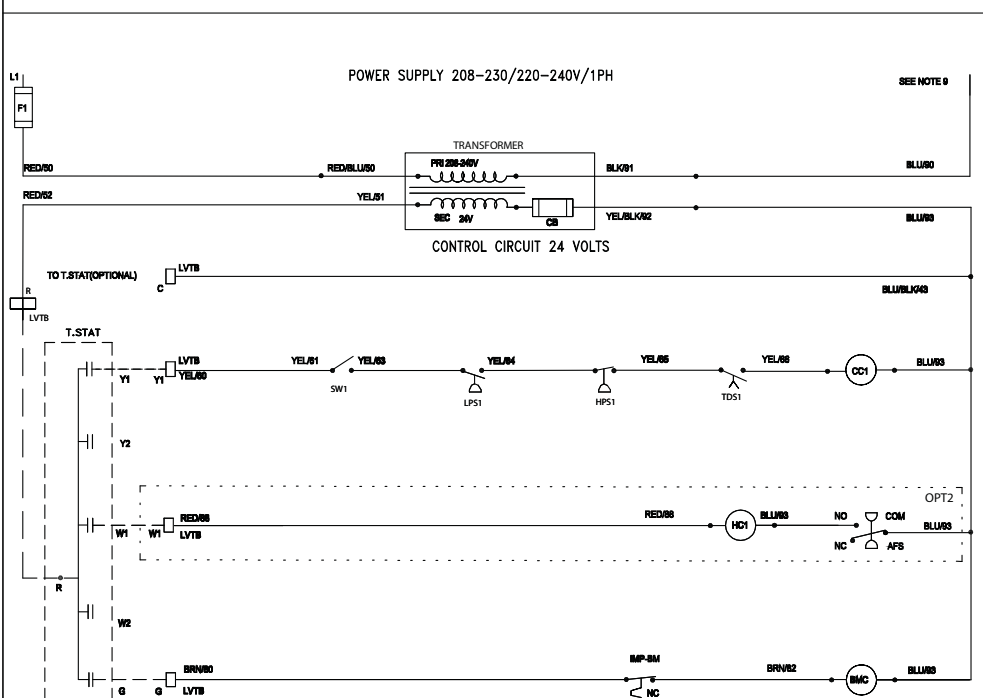 POWER SUPPLY 208-230/220-240V/1PH
L1
SEE NOTE 9
F1
TRANSFORMER
PRI 208-240V
RED/50
RED/BLU/50
BLK/91
BLU/90
RED/52
YEL/51
SEC 24V
CB
YEL/BLK/92
BLU/93
CONTROL CIRCUIT 24 VOLTS
TO T.STAT(OPTIONAL)
LVTB
C
BLU/BLK/43
R
LVTB
T.STAT
LVTB
YEL/61
YEL/63
YEL/64
YEL/65
YEL/66
BLU/93
Y1
Y1
YEL/60
SW1
LPS1
HPS1
TDS1
CC1
Y2
OPT2
RED/86
RED/86
BLU/93
NO
COM
HC1
BLU/93
W1
W1
LVTB
NC
AFS
R
W2
IMP-BM
BRN/80
BRN/82
BLU/93
BMC
G
G
LVTB
NC